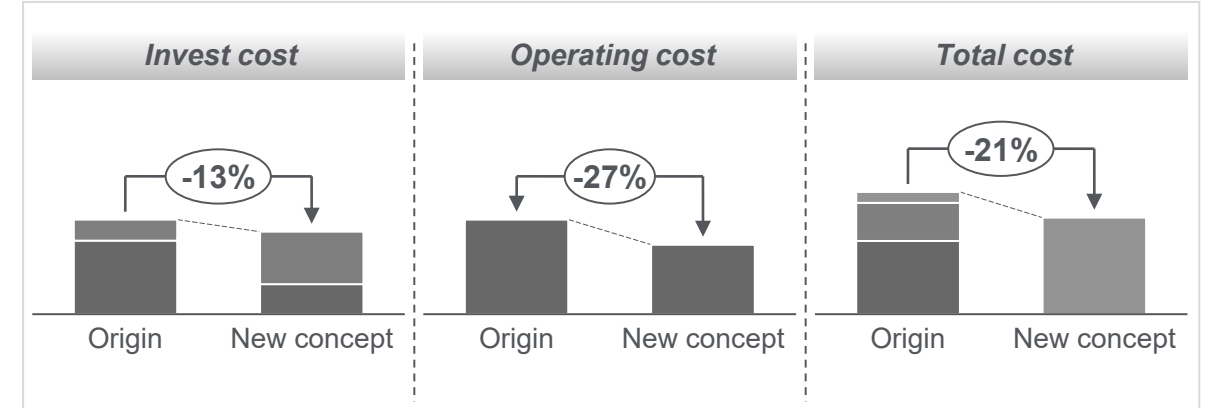 Invest cost
Operating cost
Total cost
-13%
-27%
-21%
Origin
New concept
Origin
New concept
Origin
New concept